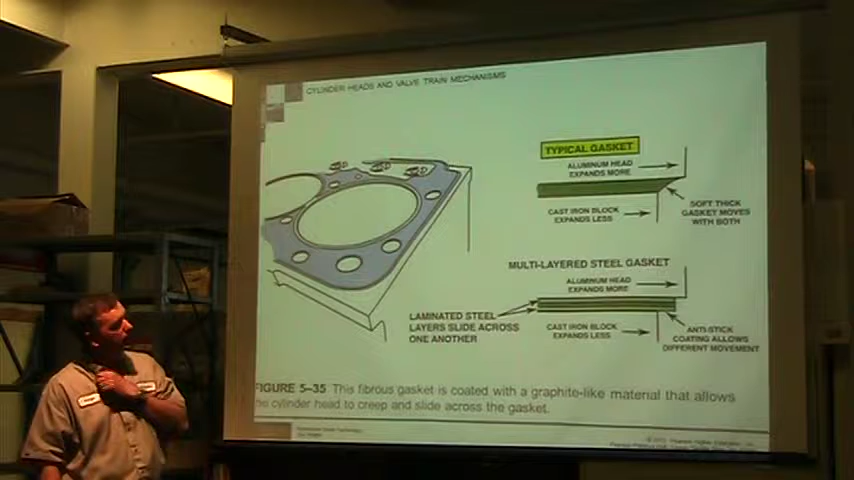 CYLINDER HEADS AND VALVE TRAIN MECHANISMS
TYPICAL GASKET
ALUMINUM HEAD
EXPANDS MORE
SOFT THICK
GASKET MOVES
WITH BOTH
CAST IRON BLOCK
EXPANDS LESS
MULTI-LAYERED STEEL GASKET
ALUMINUM HEAD
EXPANDS MORE
LAMINATED STEEL
LAYERS SLIDE ACROSS
ONE ANOTHER
CAST IRON BLOCK
EXPANDS LESS
ANTI-STICK
COATING ALLOWS
DIFFERENT MOVEMENT
FIGURE 5–35 This fibrous gasket is coated with a graphite-like material that allows
the cylinder head to creep and slide across the gasket.